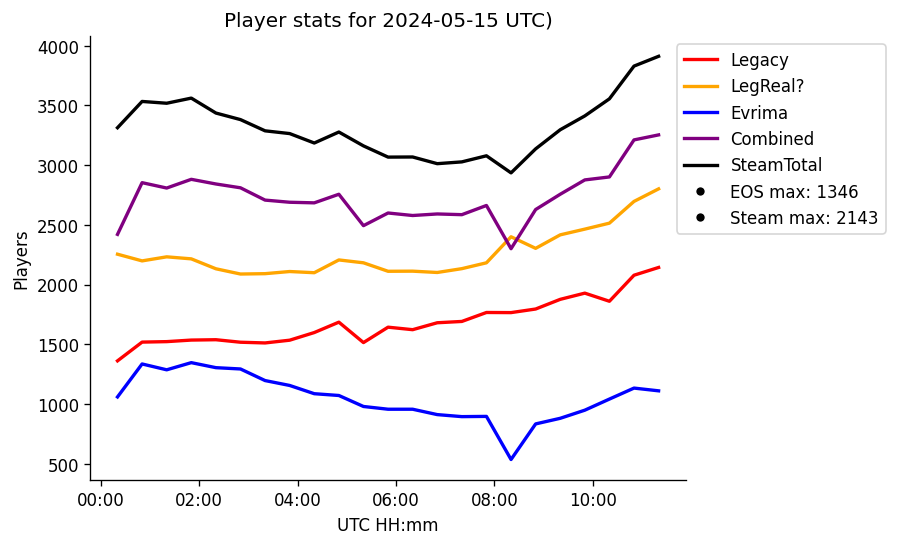 Player stats for 2024-05-15 UTC)
4000
3500
3000
2500
2000
1500
1000
500
Players
00:00 02:00 04:00 06:00 08:00 10:00
UTC HH:mm
Legacy
LegReal?
Evrima
Combined
SteamTotal
EOS max: 1346
Steam max: 2143